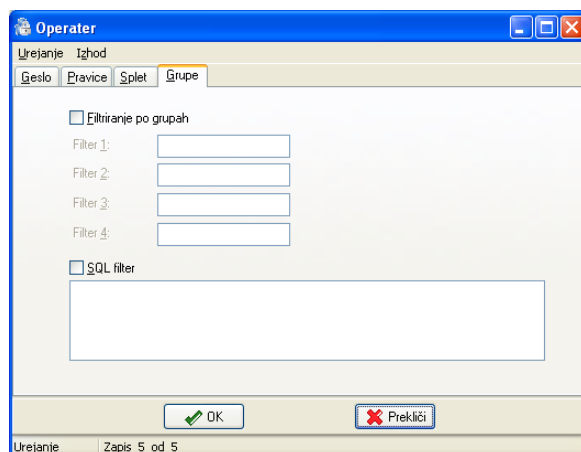 Operater
Urejanje Izhod
Geslo Pravice Splet Grupe
Filtriranje po grupah
Filter 1:
Filter 2:
Filter 3:
Filter 4:
SQL filter
OK Prekliči
Urejanje Zapis 5 od 5